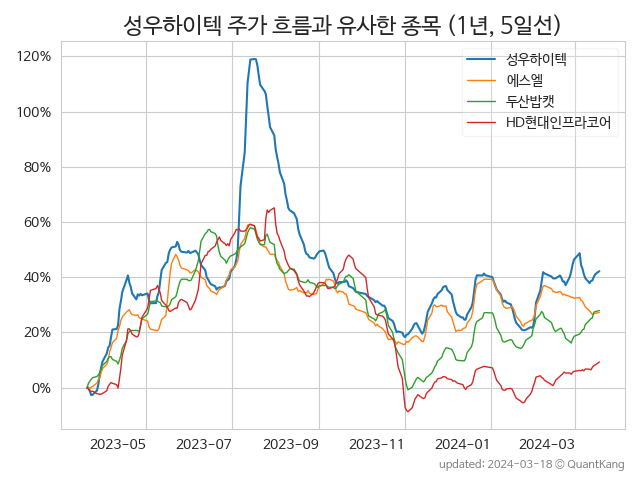 성우하이텍 주가 흐름과 유사한 종목 (1년, 5일선)
성우하이텍
에스엘
두산밥캣
HD현대인프라코어
120%
100%
80%
60%
40%
20%
0%
2023-05 2023-07 2023-09 2023-11 2024-01 2024-03
updated: 2024-03-18 © QuantKang